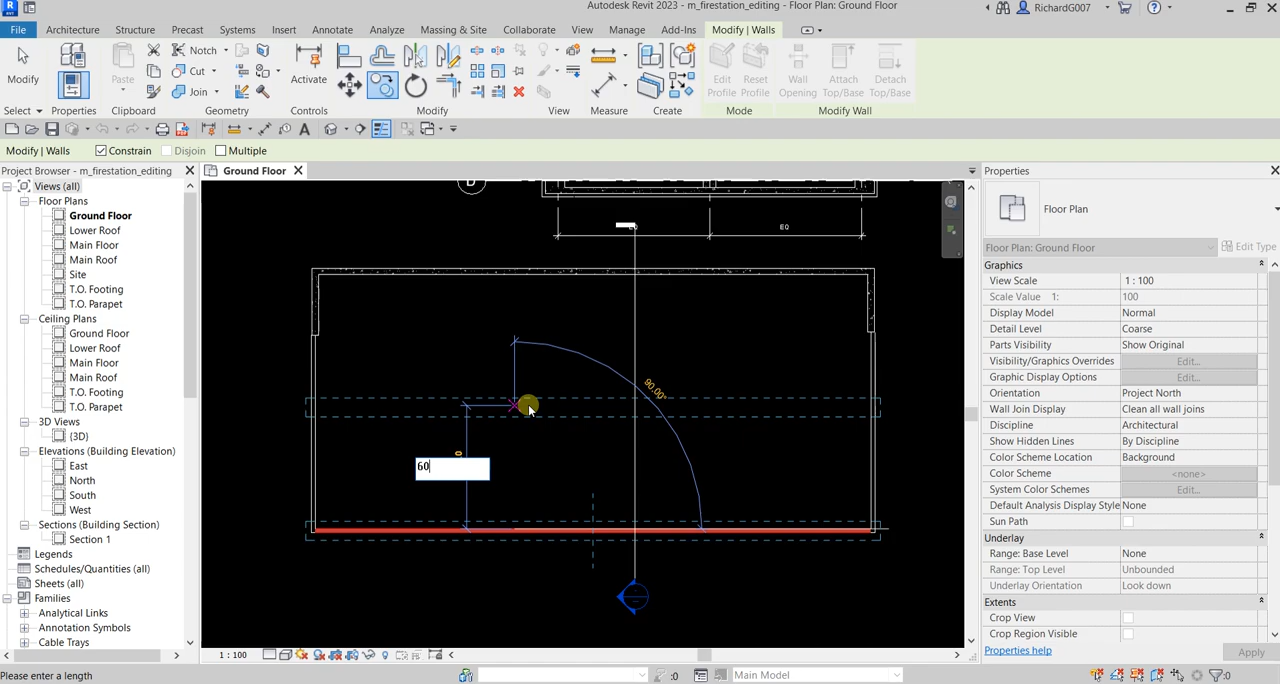 Autodesk Revit 2023 - m_firestation_editing - Floor Plan: Ground Floor
RichardG007
File Architecture Structure Precast Systems Insert Annotate Analyze Massing & Site Collaborate View Manage Add-Ins Modify | Walls
Modify
Paste
Notch
Cut
Join
Activate
Edit Profile
Reset Profile
Wall Opening
Attach Top/Base
Detach Top/Base
Select Properties Clipboard Geometry Controls Modify View Measure Create Mode Modify Wall
Modify | Walls Constrain Disjoin Multiple
Project Browser - m_firestation_editing
Ground Floor
Properties
Views (all)
Floor Plans
Ground Floor
Lower Roof
Main Floor
Main Roof
Site
T.O. Footing
T.O. Parapet
Ceiling Plans
Ground Floor
Lower Roof
Main Floor
Main Roof
T.O. Footing
T.O. Parapet
3D Views
{3D}
Elevations (Building Elevation)
East
North
South
West
Sections (Building Section)
Section 1
Legends
Schedules/Quantities (all)
Sheets (all)
Families
Analytical Links
Annotation Symbols
Cable Trays
EQ
90.00°
60
Floor Plan
Floor Plan: Ground Floor
Edit Type
Graphics
View Scale 1 : 100
Scale Value 1: 100
Display Model Normal
Detail Level Coarse
Parts Visibility Show Original
Visibility/Graphics Overrides Edit...
Graphic Display Options Edit...
Orientation Project North
Wall Join Display Clean all wall joins
Discipline Architectural
Show Hidden Lines By Discipline
Color Scheme Location Background
Color Scheme <none>
System Color Schemes Edit...
Default Analysis Display Style None
Sun Path
Underlay
Range: Base Level None
Range: Top Level Unbounded
Underlay Orientation Look down
Extents
Crop View
Crop Region Visible
Properties help
Apply
1 : 100
Please enter a length
:0
Main Model
:0